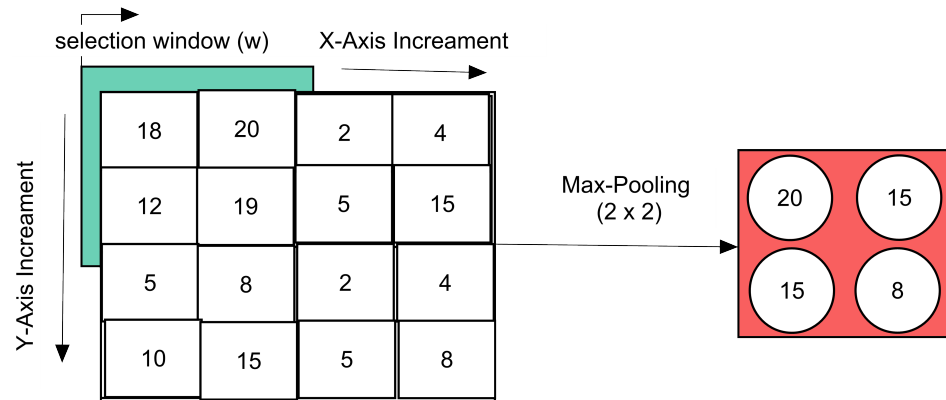 selection window (w)
X-Axis Increament
Y-Axis Increament
18 20 2 4
12 19 5 15
5 8 2 4
10 15 5 8
Max-Pooling
(2 x 2)
20 15
15 8